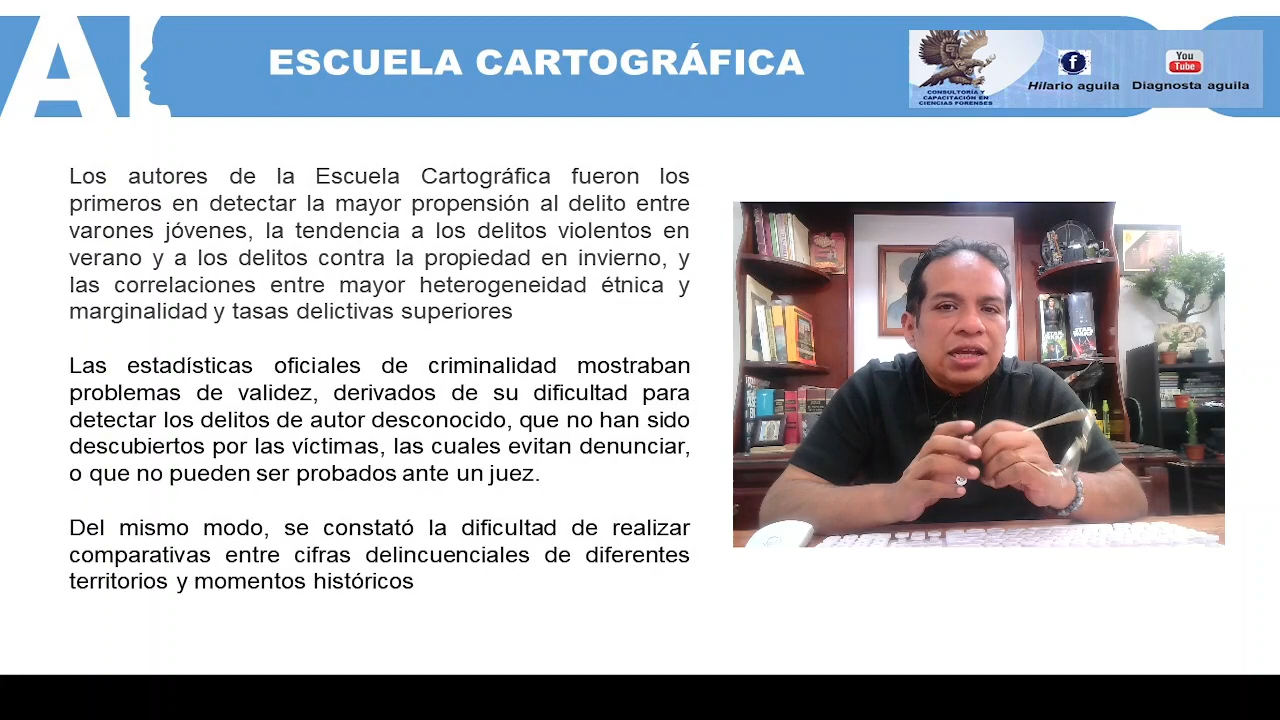 AI
ESCUELA CARTOGRÁFICA
CONSULTORÍA Y
CAPACITACIÓN EN
CIENCIAS FORENSES
f
Hilario aguila
You
Tube
Diagnosta aguila
Los autores de la Escuela Cartográfica fueron los
primeros en detectar la mayor propensión al delito entre
varones jóvenes, la tendencia a los delitos violentos en
verano y a los delitos contra la propiedad en invierno, y
las correlaciones entre mayor heterogeneidad étnica y
marginalidad y tasas delictivas superiores
Las estadísticas oficiales de criminalidad mostraban
problemas de validez, derivados de su dificultad para
detectar los delitos de autor desconocido, que no han sido
descubiertos por las víctimas, las cuales evitan denunciar,
o que no pueden ser probados ante un juez.
Del mismo modo, se constató la dificultad de realizar
comparativas entre cifras delincuenciales de diferentes
territorios y momentos históricos
STAR
WARS